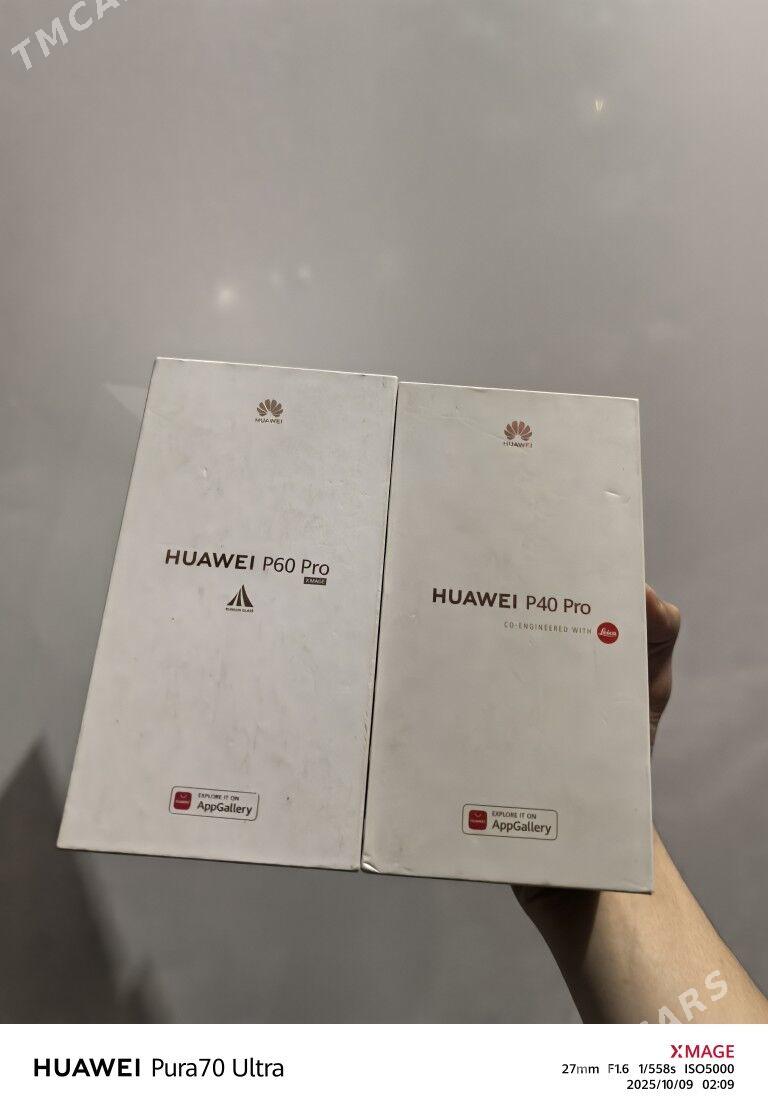 TMCA
HUAWEI
HUAWEI P60 Pro
XMAGE
KUNLUN GLASS
EXPLORE IT ON
AppGallery
HUAWEI
HUAWEI P40 Pro
CO-ENGINEERED WITH Leica
EXPLORE IT ON
AppGallery
CARS
HUAWEI Pura70 Ultra
XMAGE
27mm F1.6 1/558s ISO5000
2025/10/09 02:09